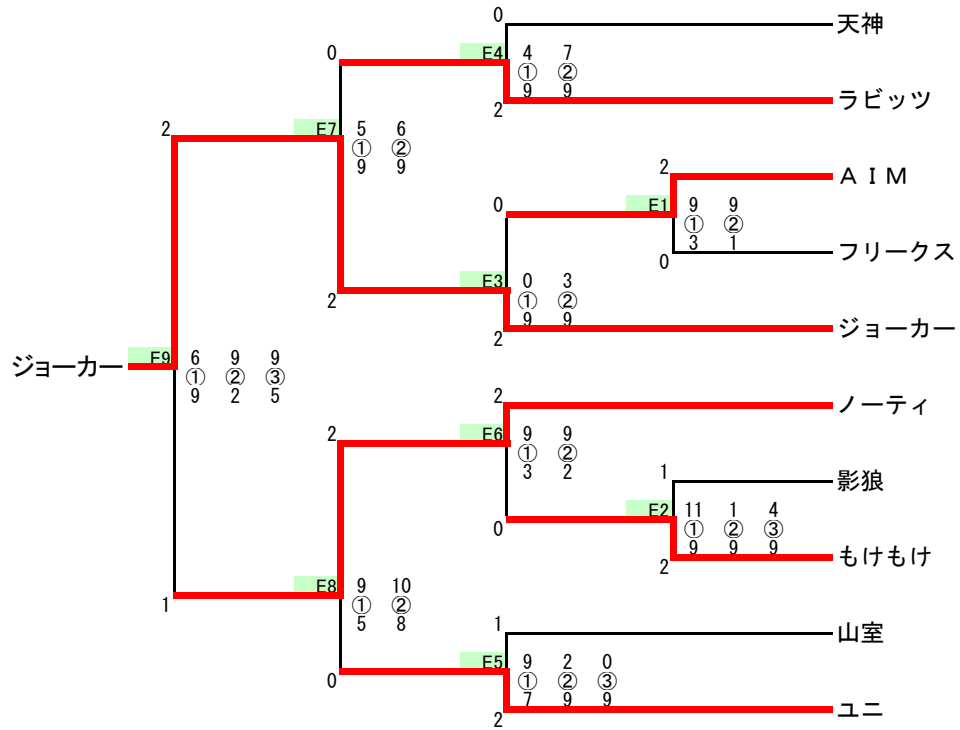 0
天神
0
E4 4 7
① ②
9 9
ラビッツ
2
2
E7 5 6
① ②
9 9
2
ＡＩＭ
0
E1 9 9
① ②
3 1
フリークス
0
E3 0 3
① ②
9 9
2
2
ジョーカー
ジョーカー
E9 6 9 9
① ② ③
9 2 5
2
ノーティ
2
E6 9 9
① ②
3 2
1
影狼
E2 11 1 4
① ② ③
9 9 9
0
もけもけ
2
E8 9 10
① ②
5 8
1
1
山室
E5 9 2 0
① ② ③
7 9 9
0
ユニ
2